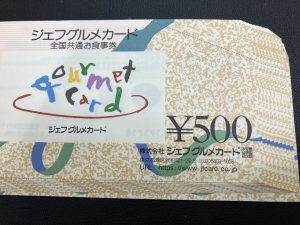 ジェフグルメカード
全国共通お食事券
gourmet
card
ジェフグルメカード
¥500
株式会社 ジェフグルメカード
URL https://www.jfcard.co.jp